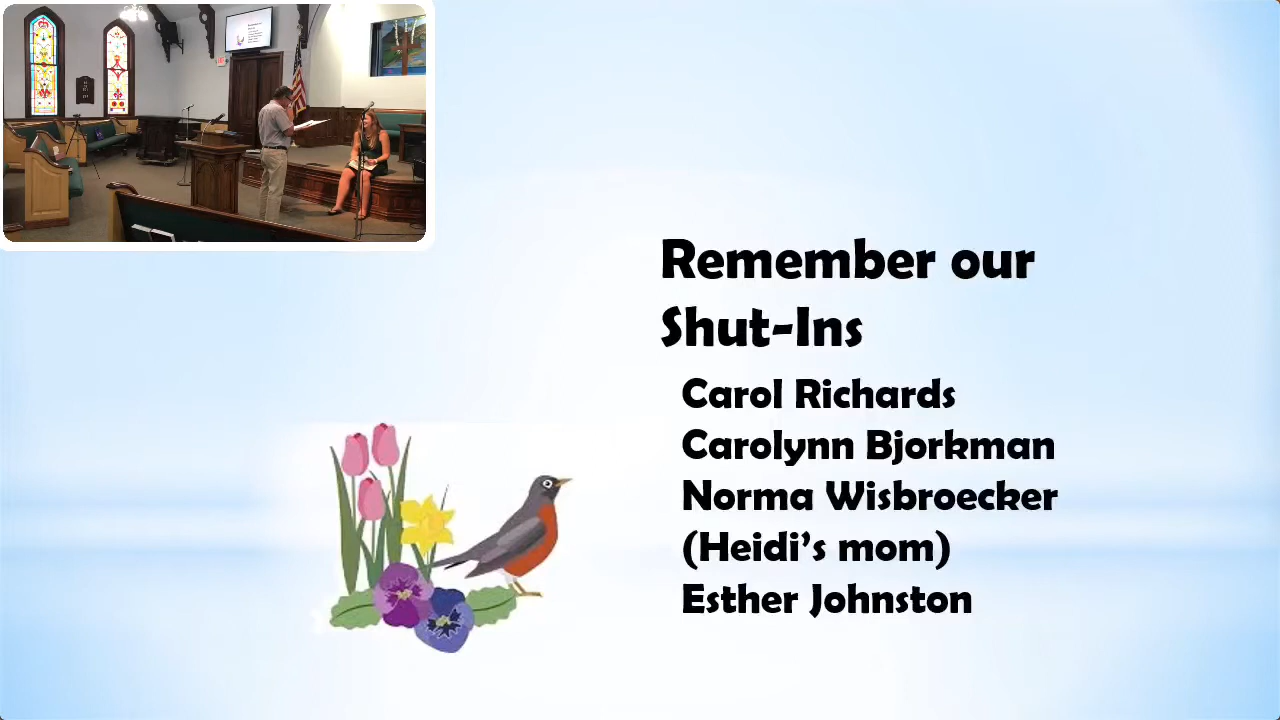 Remember our
Shut-Ins
Carol Richards
Carolynn Bjorkman
Norma Wisbroecker
(Heidi’s mom)
Esther Johnston